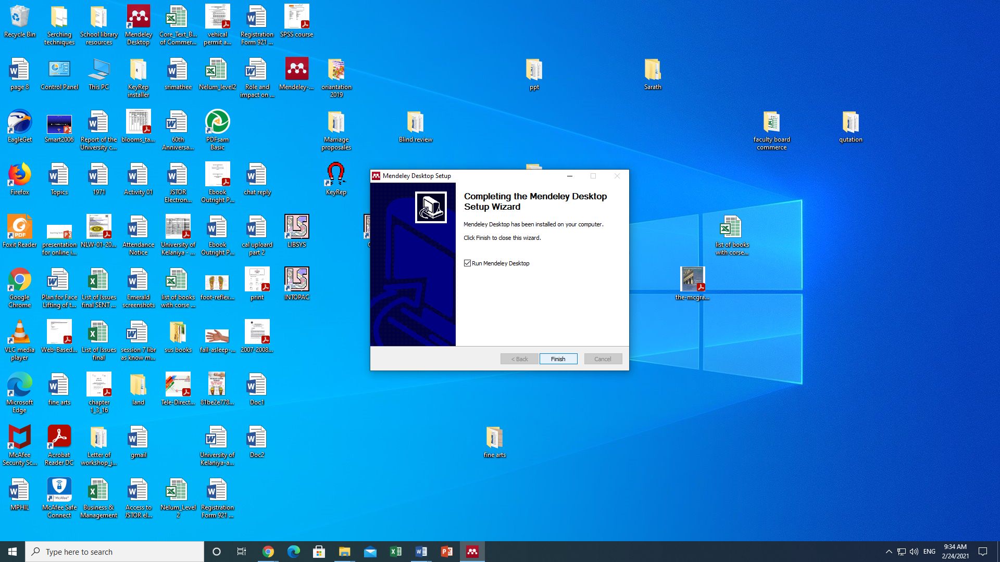 Recycle Bin
Serching techniques
School library resources
Mendeley Desktop
Core_Text_B... of Commer...
vehical permit a...
Registration Form 921 ...
SPSS course
page 8
Control Panel
This PC
KeyRep installer
srimathee
Nelum_level2
Role and impact on ...
Mendeley-...
oriantation 2019
ppt
Sarath
EagleGet
Smart2006
Report of the University c...
blooms_ta...
60th Anniversa...
PDFsam Basic
Marriage proposales
Blind review
faculty board commerce
qutation
Firefox
Topics
1971
Activity 01
JSTOR Electron...
Ebook Outright P...
chat reply
KeyRep
Mendeley Desktop Setup
Completing the Mendeley Desktop
Setup Wizard
Mendeley Desktop has been installed on your computer.
Click Finish to close this wizard.
Run Mendeley Desktop
< Back
Finish
Cancel
Foxit Reader
presentation for online i...
NLW-01-20...
Attendance Notice
University of Kelaniya - ...
Ebook Outright P...
cal uploard part 2
LIBSYS
list of books with corse...
Google Chrome
Plan for Face Lifting of t...
List of Issues final SENT ...
Emerald screenshots
list of books with corse ...
foot-reflex...
print
INTOPAC
the-mcgra...
VLC media player
Web-Based...
List of Issues final
session 7 libr as know m...
sus books
fall-asleep-...
2007-2008...
Microsoft Edge
fine arts
chapter 1_3_16
land
Tele-Direct...
81be2e778...
Doc1
McAfee Security Sc...
Acrobat Reader DC
Letter of workshop_j...
gmail
University of Kelaniya-a...
Doc2
fine arts
MPHIL
McAfee Safe Connect
Business & Management
Access to JSTOR el...
Nelum_Level 2
Registration Form 921 ...
Type here to search
ENG
9:34 AM
2/24/2021